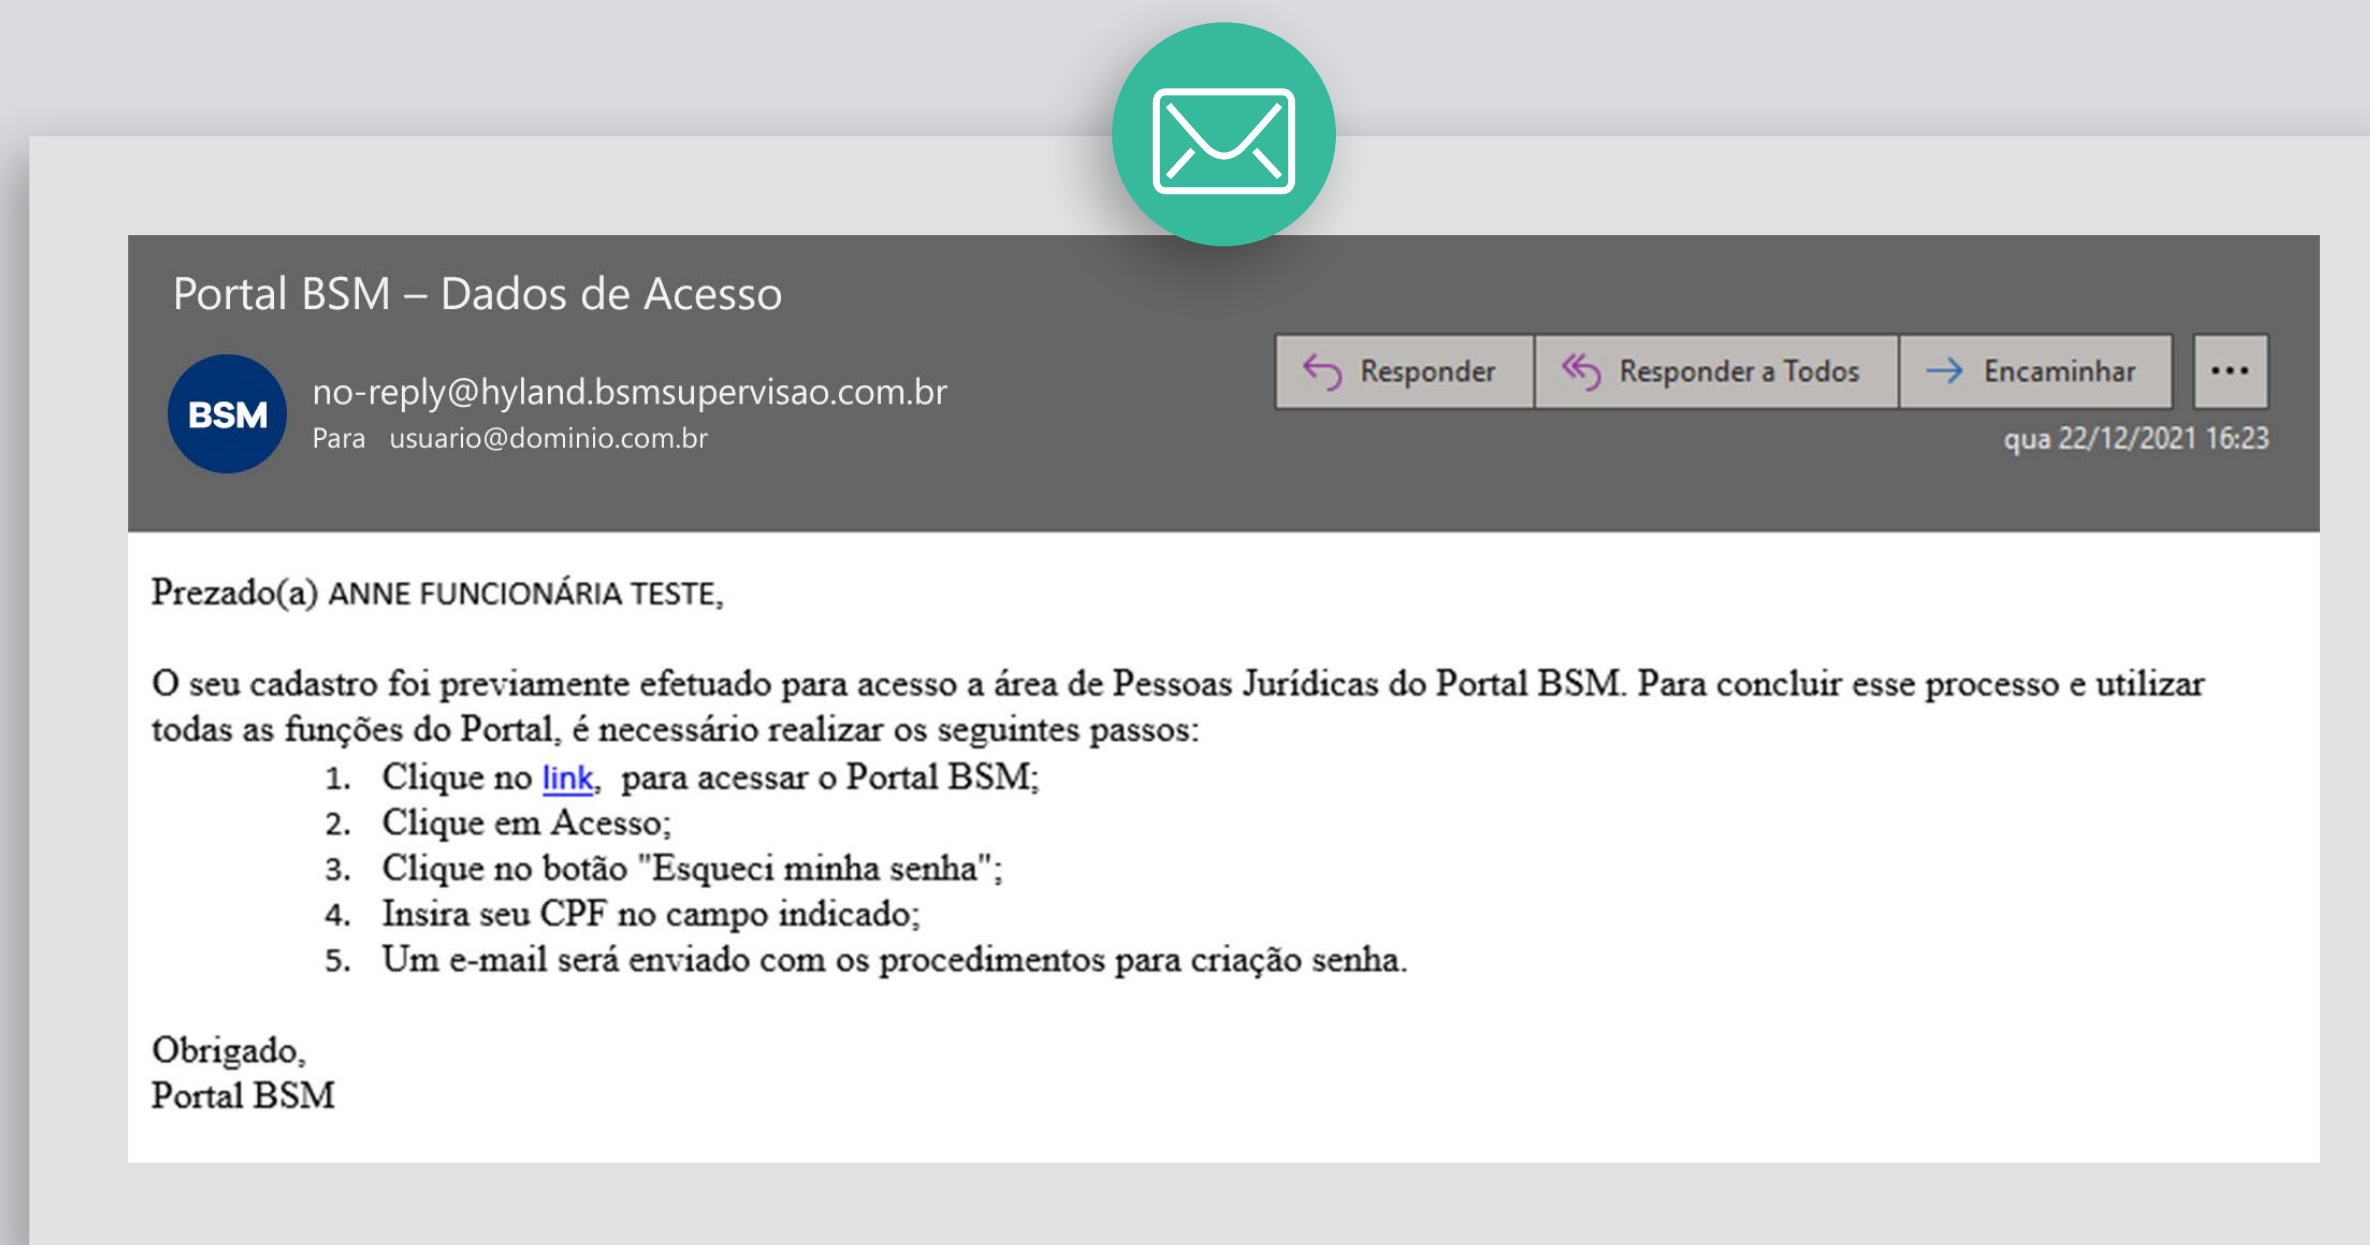 Portal BSM – Dados de Acesso
BSM
no-reply@hyland.bsmsupervisao.com.br
Para usuario@dominio.com.br
Responder
Responder a Todos
Encaminhar
...
qua 22/12/2021 16:23
Prezado(a) ANNE FUNCIONÁRIA TESTE,
O seu cadastro foi previamente efetuado para acesso a área de Pessoas Jurídicas do Portal BSM. Para concluir esse processo e utilizar
todas as funções do Portal, é necessário realizar os seguintes passos:
1. Clique no link, para acessar o Portal BSM;
2. Clique em Acesso;
3. Clique no botão "Esqueci minha senha";
4. Insira seu CPF no campo indicado;
5. Um e-mail será enviado com os procedimentos para criação senha.
Obrigado,
Portal BSM